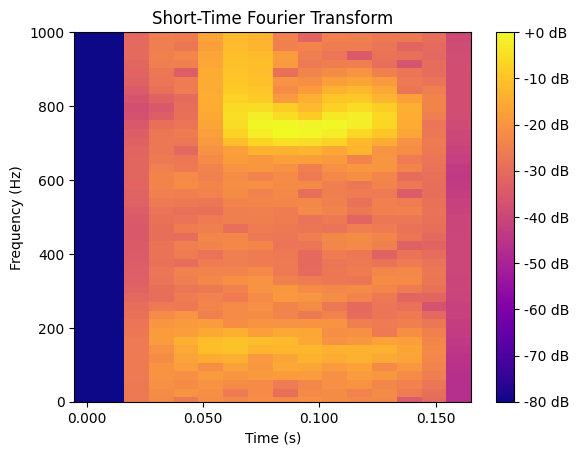 Short-Time Fourier Transform
1000
800
600
400
200
0
Frequency (Hz)
0.000
0.050
0.100
0.150
Time (s)
+0 dB
-10 dB
-20 dB
-30 dB
-40 dB
-50 dB
-60 dB
-70 dB
-80 dB